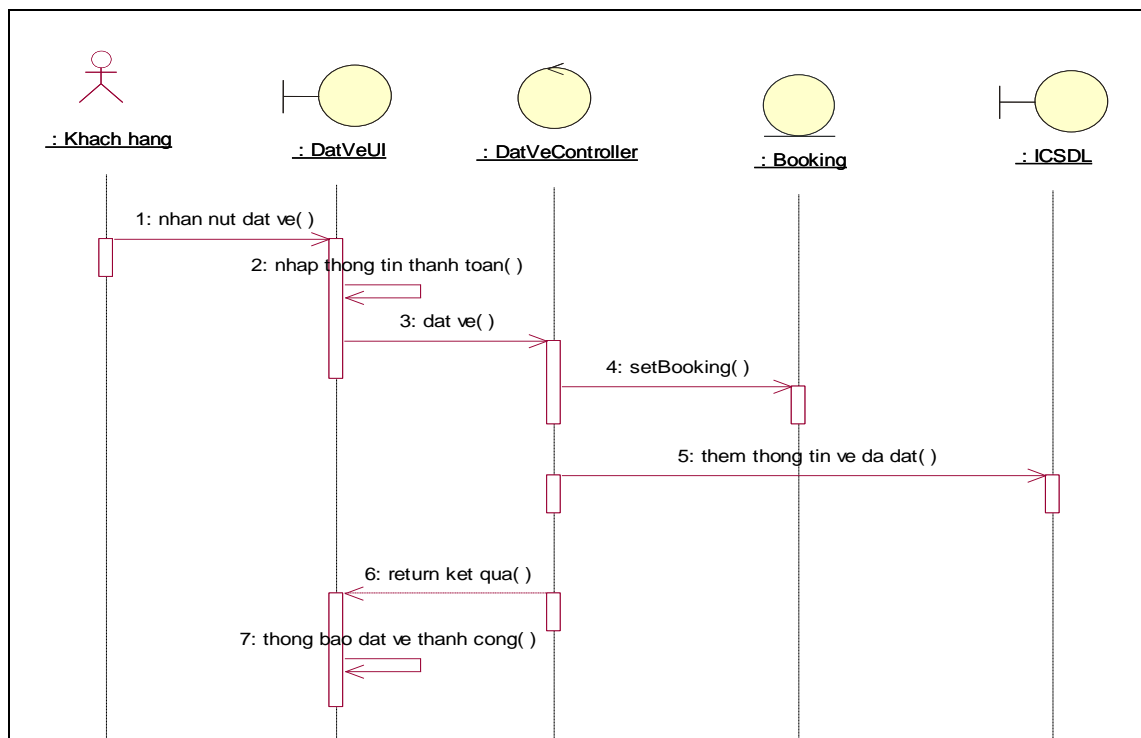 : Khach hang
: DatVeUI
: DatVeController
: Booking
: ICSDL
1: nhan nut dat ve( )
2: nhap thong tin thanh toan( )
3: dat ve( )
4: setBooking( )
5: them thong tin ve da dat( )
6: return ket qua( )
7: thong bao dat ve thanh cong( )